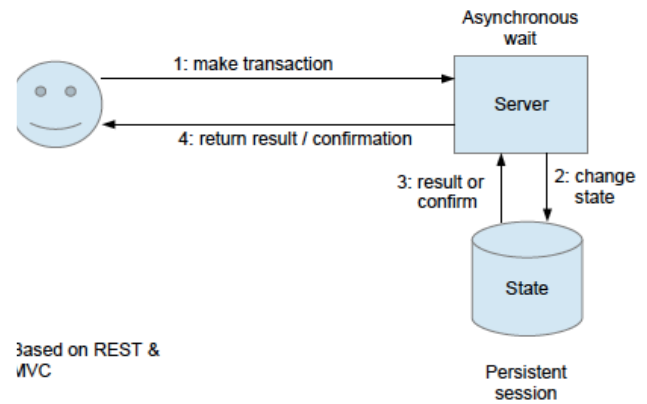 Asynchronous
wait
1: make transaction
Server
4: return result / confirmation
3: result or
confirm
2: change
state
State
Based on REST &
MVC
Persistent
session